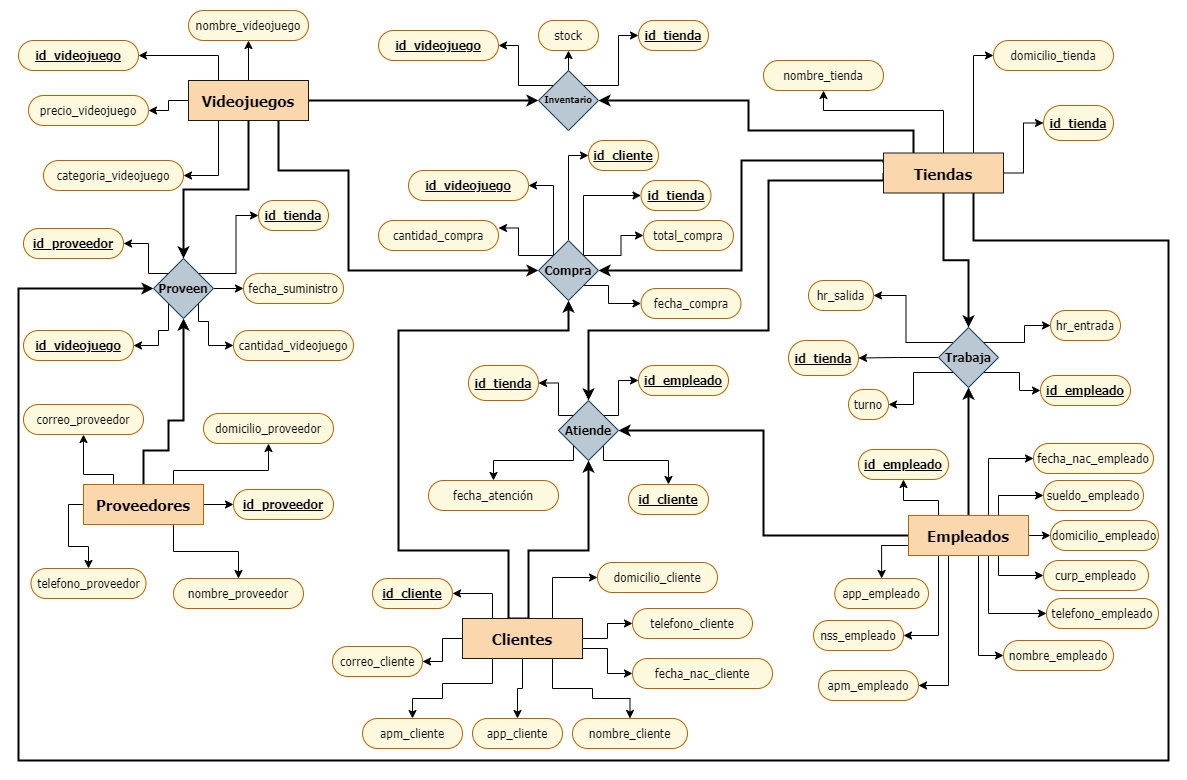 nombre_videojuego
id_videojuego
Videojuegos
precio_videojuego
categoria_videojuego
id_videojuego
stock
id_tienda
Inventario
nombre_tienda
domicilio_tienda
id_tienda
Tiendas
id_cliente
id_videojuego
id_tienda
cantidad_compra
total_compra
Compra
fecha_compra
id_tienda
id_proveedor
Proveen
fecha_suministro
id_videojuego
cantidad_videojuego
hr_salida
hr_entrada
id_tienda
Trabaja
turno
id_empleado
id_tienda
id_empleado
Atiende
fecha_atención
id_cliente
correo_proveedor
domicilio_proveedor
Proveedores
id_proveedor
telefono_proveedor
nombre_proveedor
id_empleado
fecha_nac_empleado
sueldo_empleado
Empleados
domicilio_empleado
curp_empleado
app_empleado
telefono_empleado
nss_empleado
nombre_empleado
apm_empleado
id_cliente
domicilio_cliente
telefono_cliente
Clientes
correo_cliente
fecha_nac_cliente
apm_cliente
app_cliente
nombre_cliente